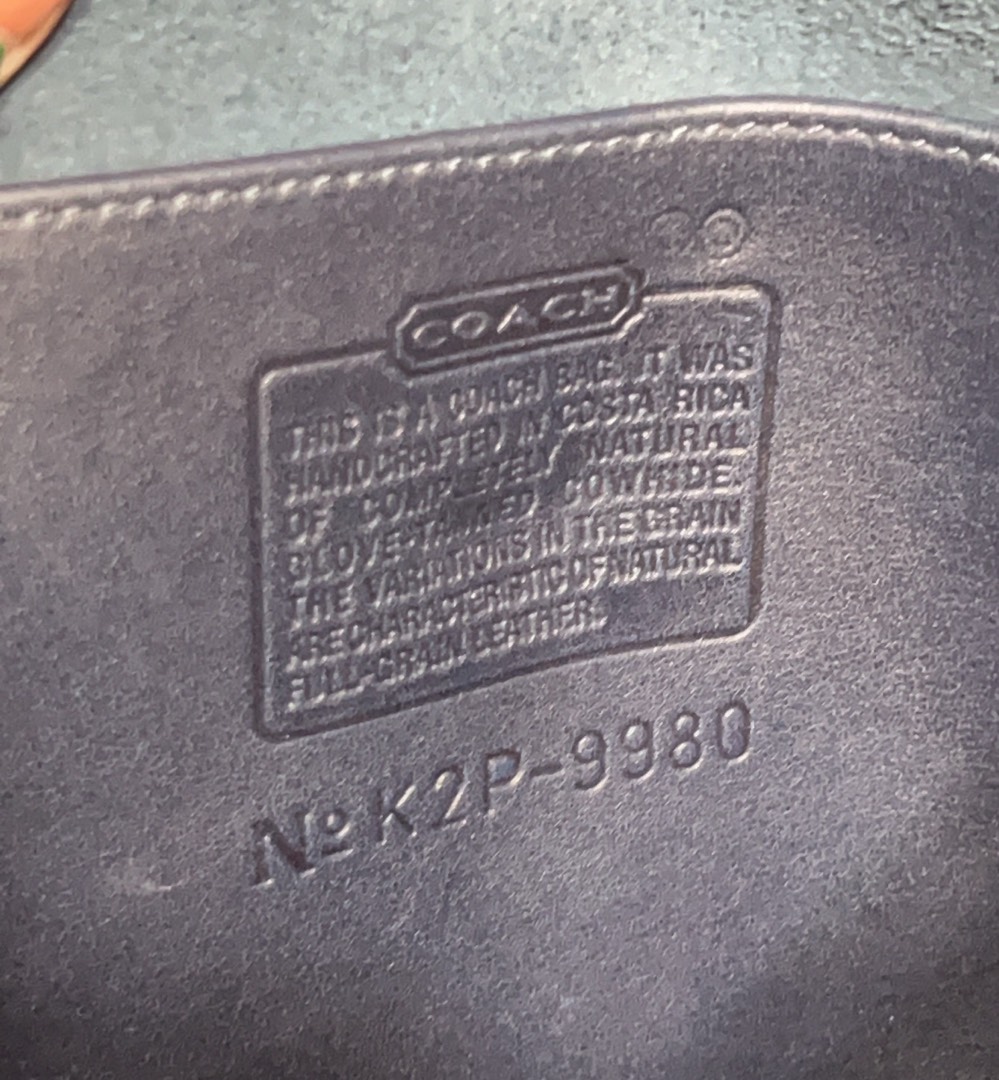 COACH
THIS IS A COACH BAG. IT WAS
HANDCRAFTED IN COSTA RICA
OF COMPLETELY NATURAL
GLOVE-TANNED COWHIDE.
THE VARIATIONS IN THE GRAIN
ARE CHARACTERISTIC OF NATURAL
FULL-GRAIN LEATHER.
No K2P-9980